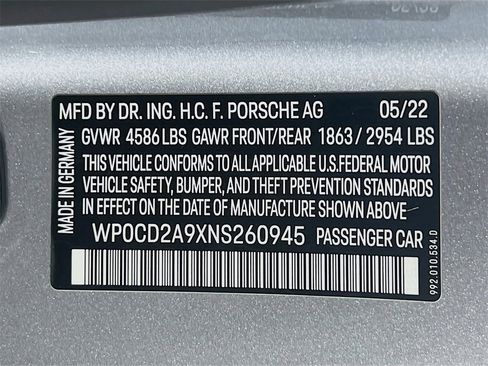 MFD BY DR. ING. H.C. F. PORSCHE AG 05/22
GVWR 4586 LBS GAWR FRONT/REAR 1863 / 2954 LBS
THIS VEHICLE CONFORMS TO ALL APPLICABLE U.S.FEDERAL MOTOR
VEHICLE SAFETY, BUMPER, AND THEFT PREVENTION STANDARDS
IN EFFECT ON THE DATE OF MANUFACTURE SHOWN ABOVE.
WP0CD2A9XNS260945 PASSENGER CAR
MADE IN GERMANY
992.010.534.0